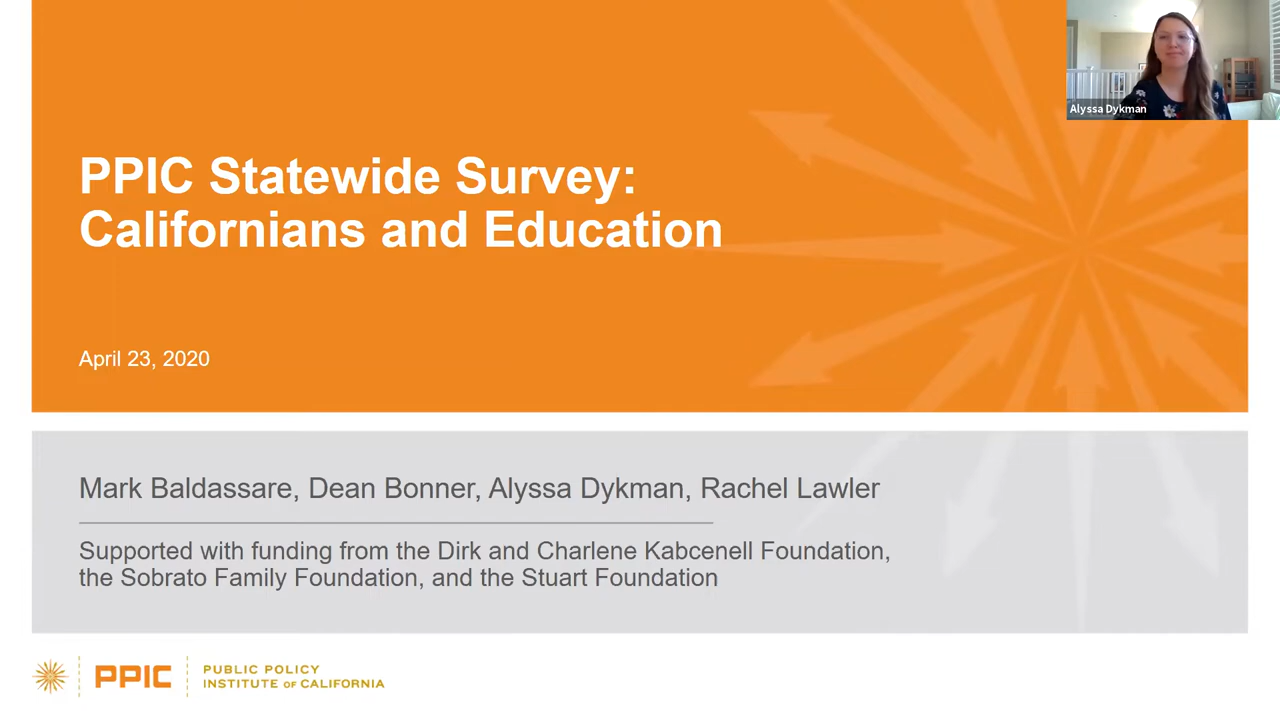 Alyssa Dykman
PPIC Statewide Survey:
Californians and Education
April 23, 2020
Mark Baldassare, Dean Bonner, Alyssa Dykman, Rachel Lawler
Supported with funding from the Dirk and Charlene Kabcenell Foundation,
the Sobrato Family Foundation, and the Stuart Foundation
PPIC
PUBLIC POLICY
INSTITUTE OF CALIFORNIA